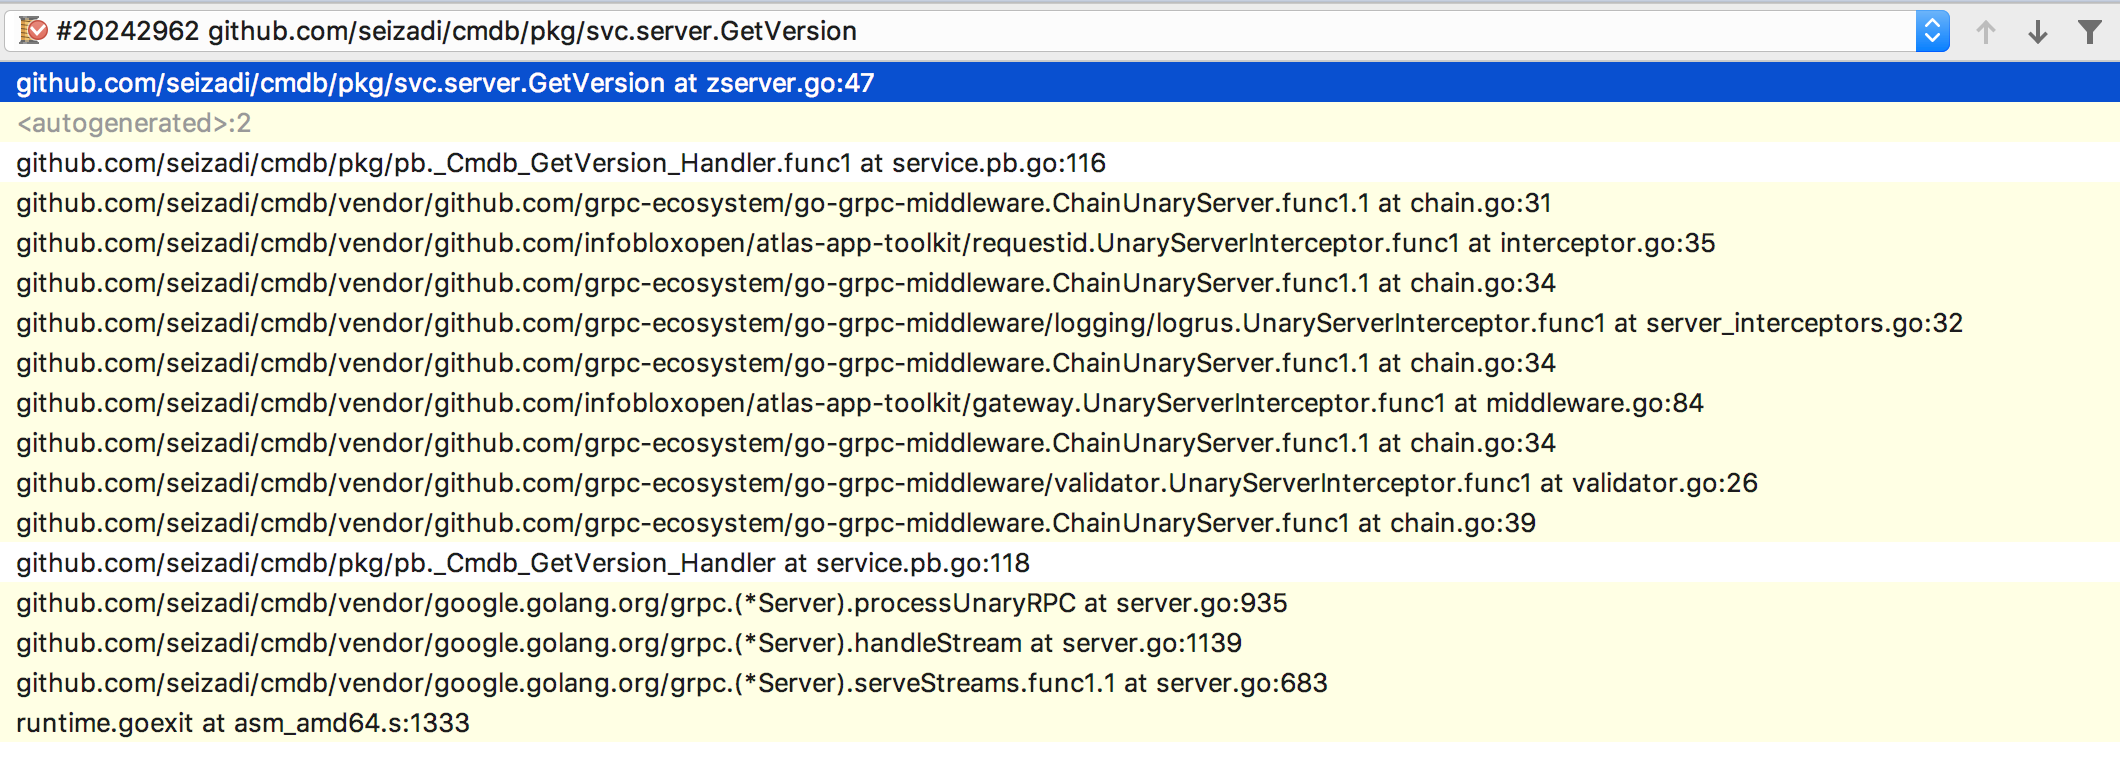 #20242962 github.com/seizadi/cmdb/pkg/svc.server.GetVersion
github.com/seizadi/cmdb/pkg/svc.server.GetVersion at zserver.go:47
<autogenerated>:2
github.com/seizadi/cmdb/pkg/pb._Cmdb_GetVersion_Handler.func1 at service.pb.go:116
github.com/seizadi/cmdb/vendor/github.com/grpc-ecosystem/go-grpc-middleware.ChainUnaryServer.func1.1 at chain.go:31
github.com/seizadi/cmdb/vendor/github.com/infobloxopen/atlas-app-toolkit/requestid.UnaryServerInterceptor.func1 at interceptor.go:35
github.com/seizadi/cmdb/vendor/github.com/grpc-ecosystem/go-grpc-middleware.ChainUnaryServer.func1.1 at chain.go:34
github.com/seizadi/cmdb/vendor/github.com/grpc-ecosystem/go-grpc-middleware/logging/logrus.UnaryServerInterceptor.func1 at server_interceptors.go:32
github.com/seizadi/cmdb/vendor/github.com/grpc-ecosystem/go-grpc-middleware.ChainUnaryServer.func1.1 at chain.go:34
github.com/seizadi/cmdb/vendor/github.com/infobloxopen/atlas-app-toolkit/gateway.UnaryServerInterceptor.func1 at middleware.go:84
github.com/seizadi/cmdb/vendor/github.com/grpc-ecosystem/go-grpc-middleware.ChainUnaryServer.func1.1 at chain.go:34
github.com/seizadi/cmdb/vendor/github.com/grpc-ecosystem/go-grpc-middleware/validator.UnaryServerInterceptor.func1 at validator.go:26
github.com/seizadi/cmdb/vendor/github.com/grpc-ecosystem/go-grpc-middleware.ChainUnaryServer.func1 at chain.go:39
github.com/seizadi/cmdb/pkg/pb._Cmdb_GetVersion_Handler at service.pb.go:118
github.com/seizadi/cmdb/vendor/google.golang.org/grpc.(*Server).processUnaryRPC at server.go:935
github.com/seizadi/cmdb/vendor/google.golang.org/grpc.(*Server).handleStream at server.go:1139
github.com/seizadi/cmdb/vendor/google.golang.org/grpc.(*Server).serveStreams.func1.1 at server.go:683
runtime.goexit at asm_amd64.s:1333